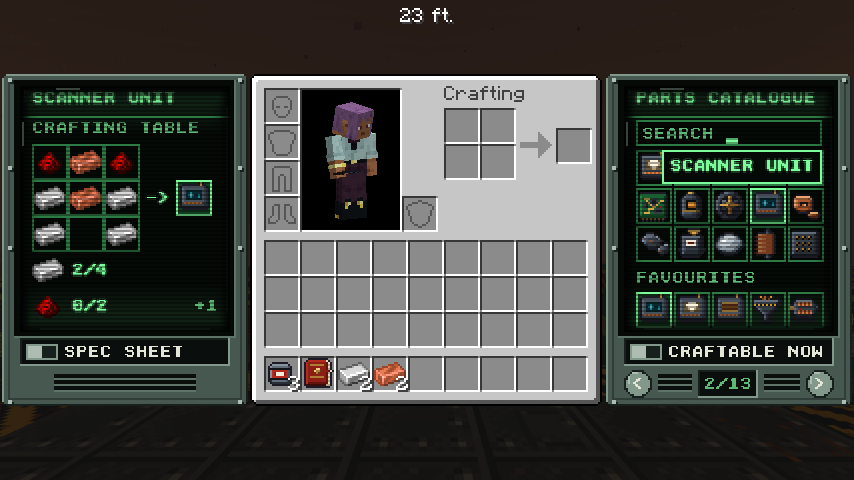 23 ft.
SCANNER UNIT
CRAFTING TABLE
2/4
0/2
+1
SPEC SHEET
Crafting
3
2
2
PARTS CATALOGUE
SEARCH _
SCANNER UNIT
FAVOURITES
CRAFTABLE NOW
2/13